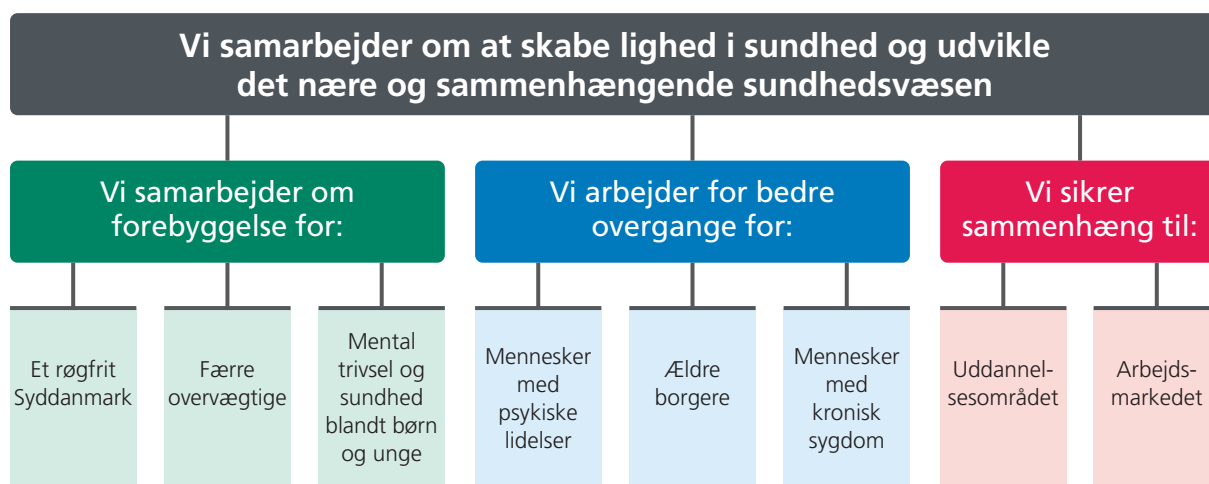 Vi samarbejder om at skabe lighed i sundhed og udvikle
det nære og sammenhængende sundhedsvæsen
Vi samarbejder om
forebyggelse for:
Et røgfrit
Syddanmark
Færre
overvægtige
Mental
trivsel og
sundhed
blandt børn
og unge
Vi arbejder for bedre
overgange for:
Mennesker
med
psykiske
lidelser
Ældre
borgere
Mennesker
med
kronisk
sygdom
Vi sikrer
sammenhæng til:
Uddannel-
sesområdet
Arbejds-
markedet